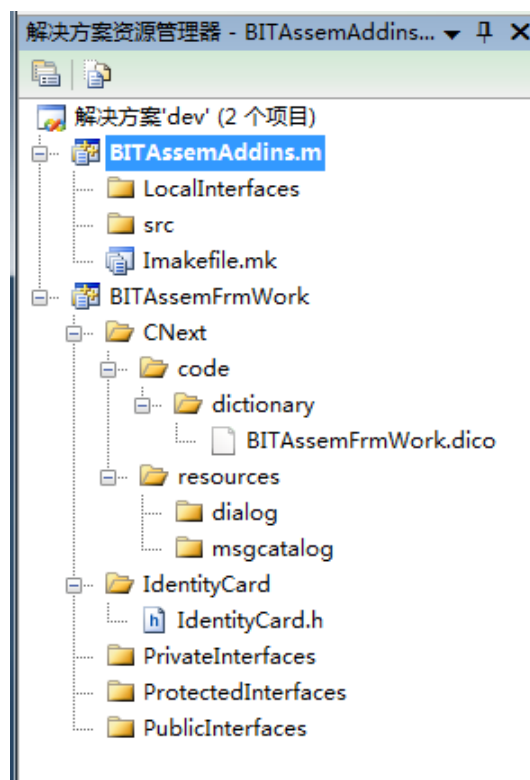 解决方案资源管理器 - BITAssemAddins...
解决方案'dev' (2 个项目)
BITAssemAddins.m
LocalInterfaces
src
Imakefile.mk
BITAssemFrmWork
CNext
code
dictionary
BITAssemFrmWork.dico
resources
dialog
msgcatalog
IdentityCard
h IdentityCard.h
PrivateInterfaces
ProtectedInterfaces
PublicInterfaces